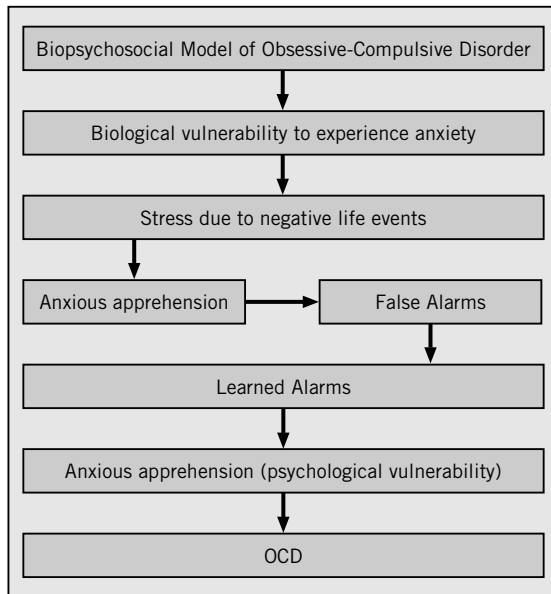 Biopsychosocial Model of Obsessive-Compulsive Disorder
Biological vulnerability to experience anxiety
Stress due to negative life events
Anxious apprehension
False Alarms
Learned Alarms
Anxious apprehension (psychological vulnerability)
OCD